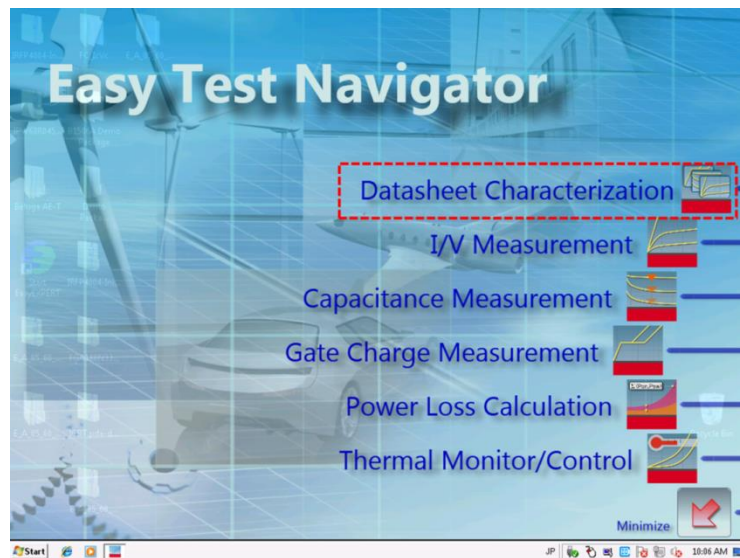 Easy Test Navigator
Datasheet Characterization
I/V Measurement
Capacitance Measurement
Gate Charge Measurement
Power Loss Calculation
Thermal Monitor/Control
Minimize
Start
JP
10:06 AM